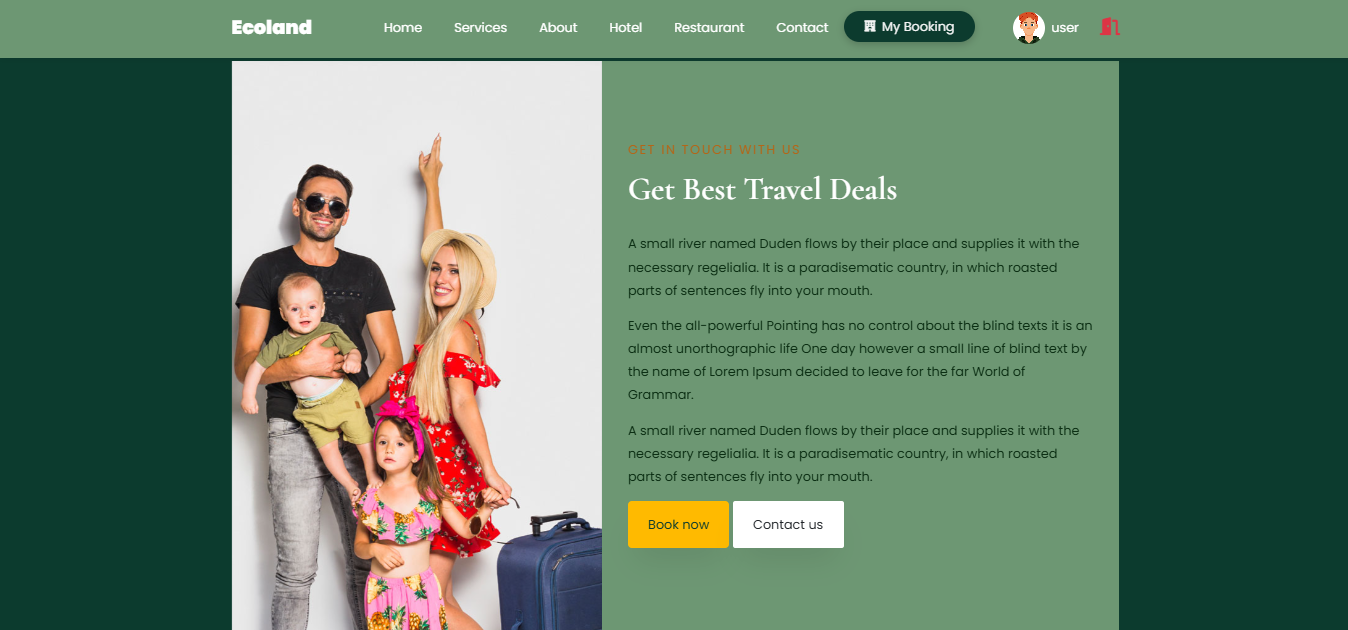 Ecoland Home Services About Hotel Restaurant Contact My Booking user
GET IN TOUCH WITH US
Get Best Travel Deals
A small river named Duden flows by their place and supplies it with the
necessary regelialia. It is a paradisematic country, in which roasted
parts of sentences fly into your mouth.
Even the all-powerful Pointing has no control about the blind texts it is an
almost unorthographic life One day however a small line of blind text by
the name of Lorem Ipsum decided to leave for the far World of
Grammar.
A small river named Duden flows by their place and supplies it with the
necessary regelialia. It is a paradisematic country, in which roasted
parts of sentences fly into your mouth.
Book now Contact us